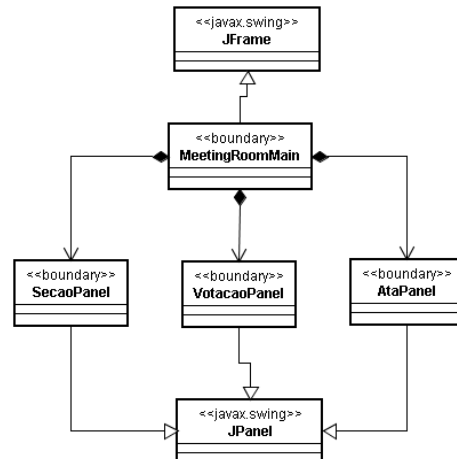 <<javax.swing>>
JFrame
<<boundary>>
MeetingRoomMain
<<boundary>>
SecaoPanel
<<boundary>>
VotacaoPanel
<<boundary>>
AtaPanel
<<javax.swing>>
JPanel